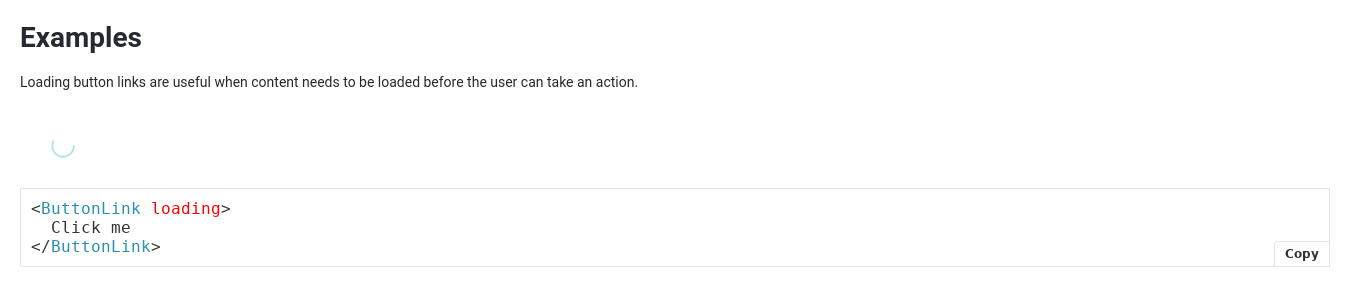 Examples
Loading button links are useful when content needs to be loaded before the user can take an action.
<ButtonLink loading>
  Click me
</ButtonLink>
Copy